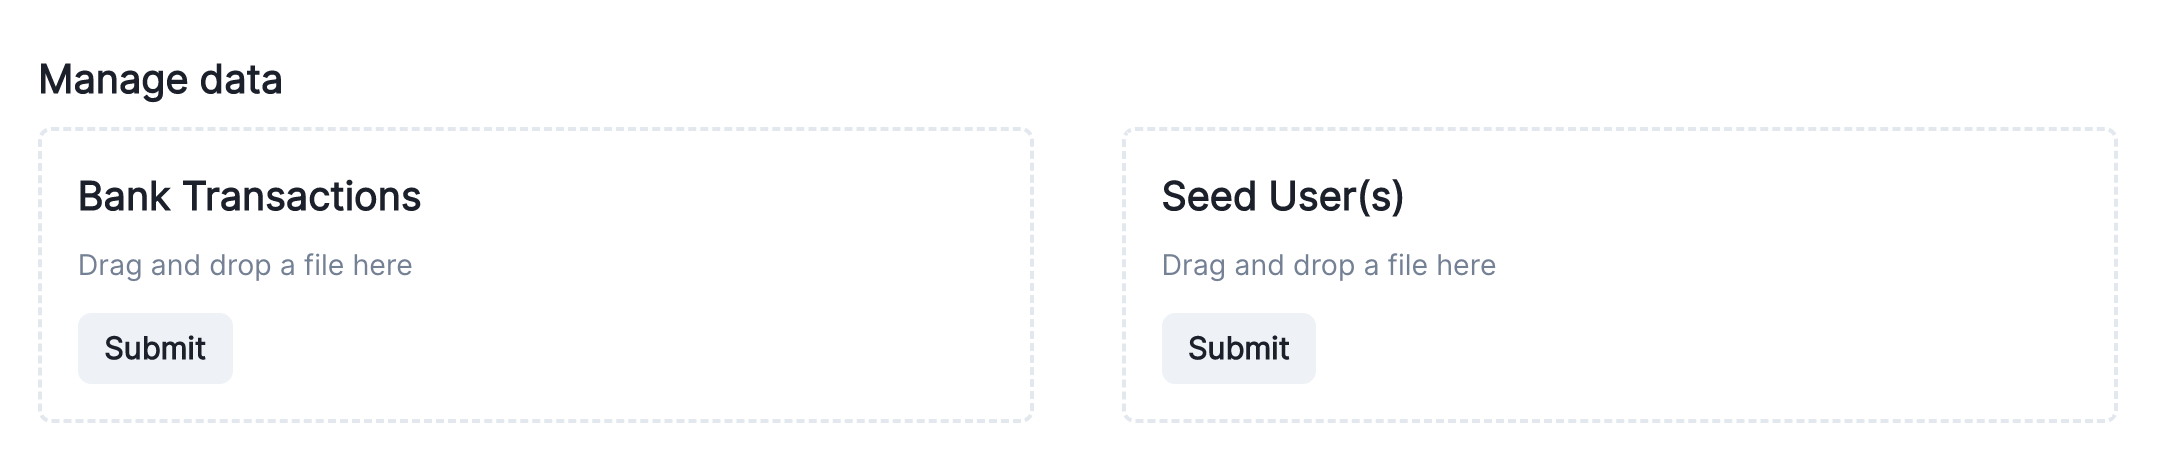 Manage data
Bank Transactions
Drag and drop a file here
Submit
Seed User(s)
Drag and drop a file here
Submit